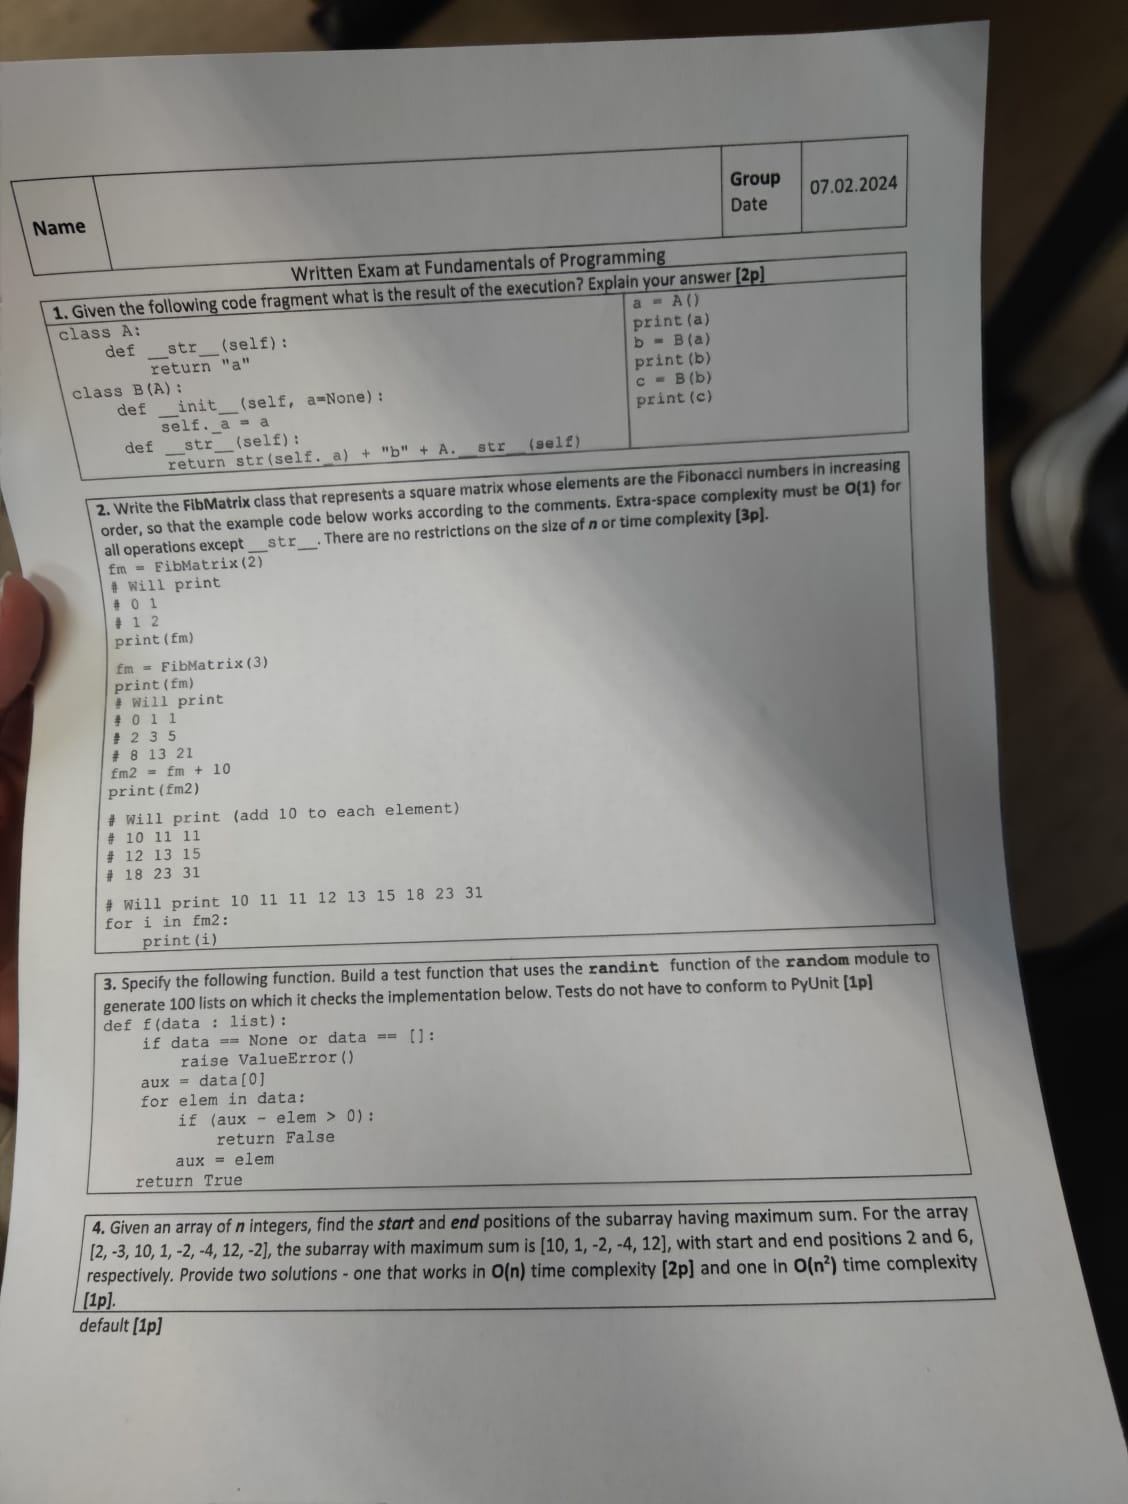 Name
Group
Date
07.02.2024
Written Exam at Fundamentals of Programming
1. Given the following code fragment what is the result of the execution? Explain your answer [2p]
class A:
    def __str__(self):
        return "a"
class B(A):
    def __init__(self, a=None):
        self._a = a
    def __str__(self):
        return str(self._a) + "b" + A.__str__(self)
a = A()
print(a)
b = B(a)
print(b)
c = B(b)
print(c)
2. Write the FibMatrix class that represents a square matrix whose elements are the Fibonacci numbers in increasing
order, so that the example code below works according to the comments. Extra-space complexity must be O(1) for
all operations except __str__. There are no restrictions on the size of n or time complexity [3p].
fm = FibMatrix(2)
# Will print
# 0 1
# 1 2
print(fm)
fm = FibMatrix(3)
print(fm)
# Will print
# 0 1 1
# 2 3 5
# 8 13 21
fm2 = fm + 10
print(fm2)
# Will print (add 10 to each element)
# 10 11 11
# 12 13 15
# 18 23 31
# Will print 10 11 11 12 13 15 18 23 31
for i in fm2:
    print(i)
3. Specify the following function. Build a test function that uses the randint function of the random module to
generate 100 lists on which it checks the implementation below. Tests do not have to conform to PyUnit [1p]
def f(data : list):
    if data == None or data == []:
        raise ValueError()
    aux = data[0]
    for elem in data:
        if (aux - elem > 0):
            return False
        aux = elem
    return True
4. Given an array of n integers, find the start and end positions of the subarray having maximum sum. For the array
[2, -3, 10, 1, -2, -4, 12, -2], the subarray with maximum sum is [10, 1, -2, -4, 12], with start and end positions 2 and 6,
respectively. Provide two solutions - one that works in O(n) time complexity [2p] and one in O(n²) time complexity
[1p].
default [1p]